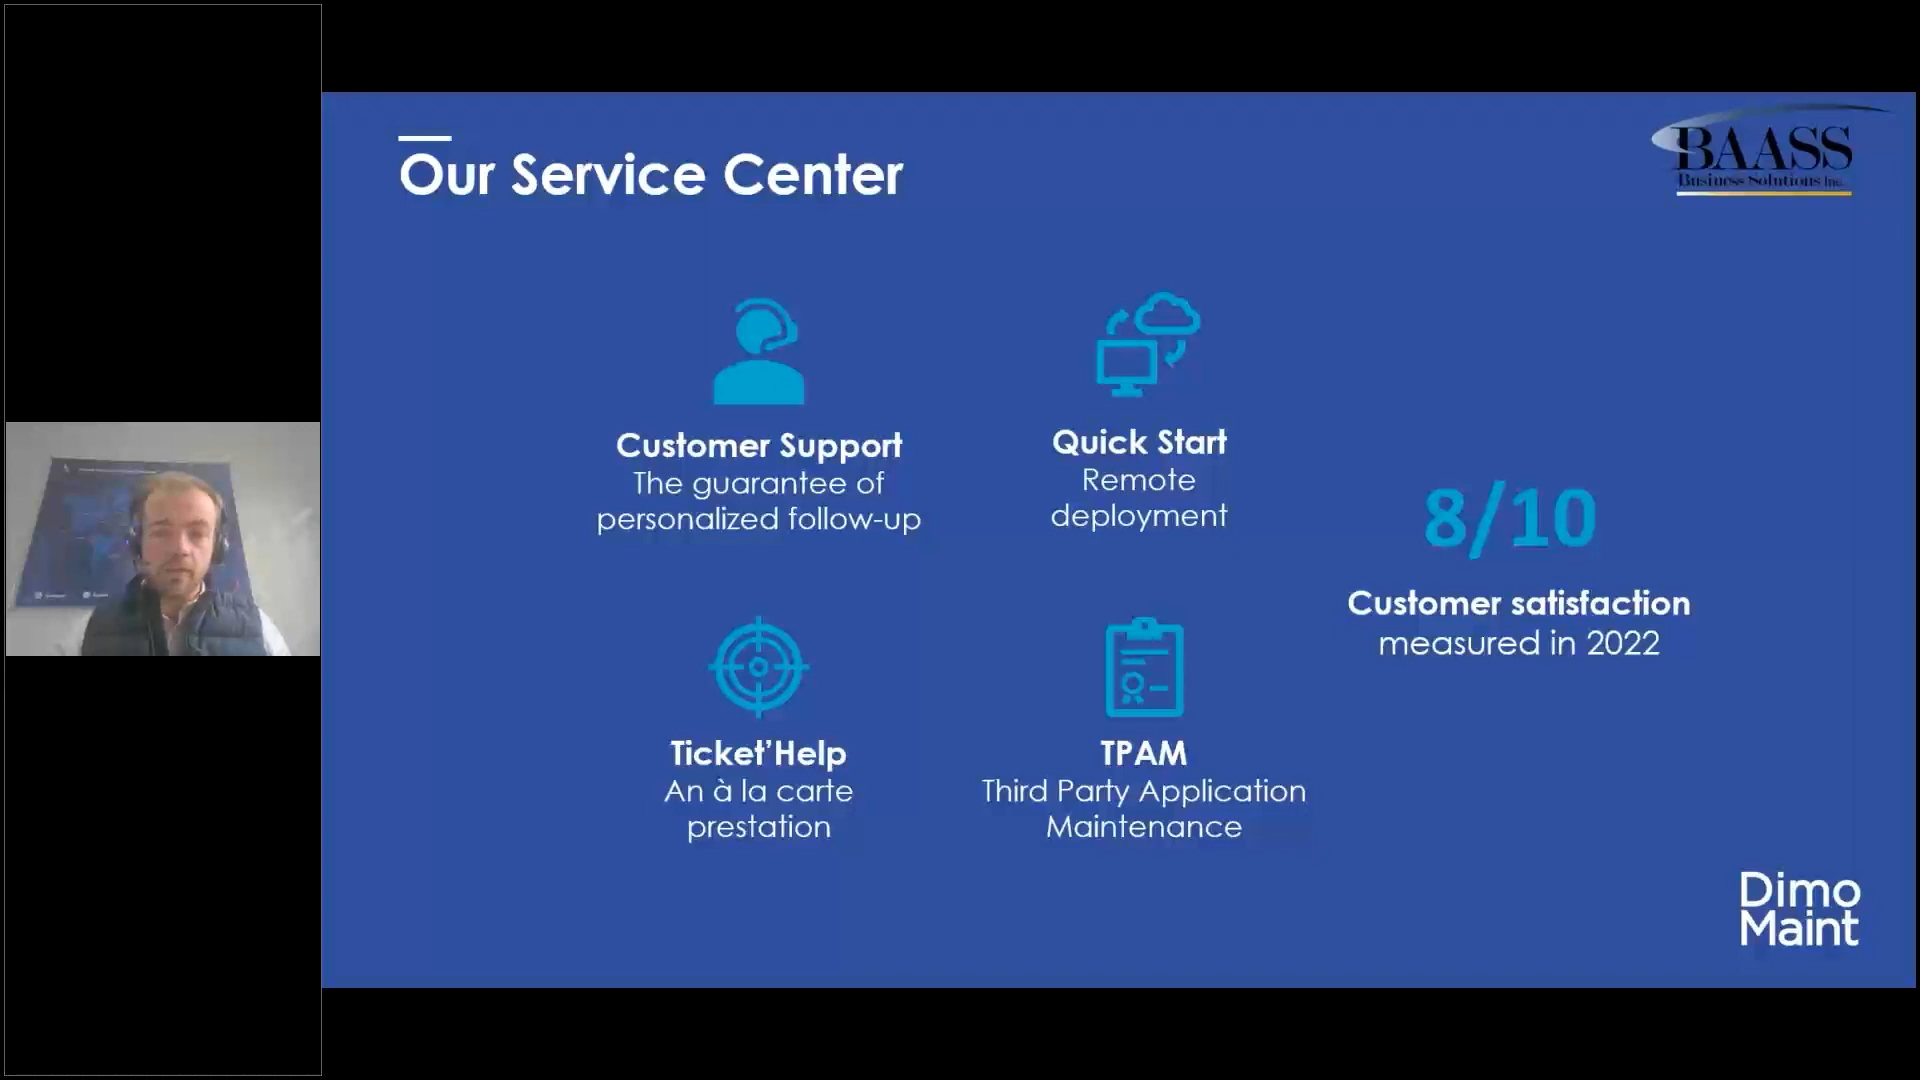 Our Service Center
BAASS
Business Solutions Inc.
Customer Support
The guarantee of
personalized follow-up
Quick Start
Remote
deployment
8/10
Customer satisfaction
measured in 2022
Ticket'Help
An à la carte
prestation
TPAM
Third Party Application
Maintenance
Dimo
Maint